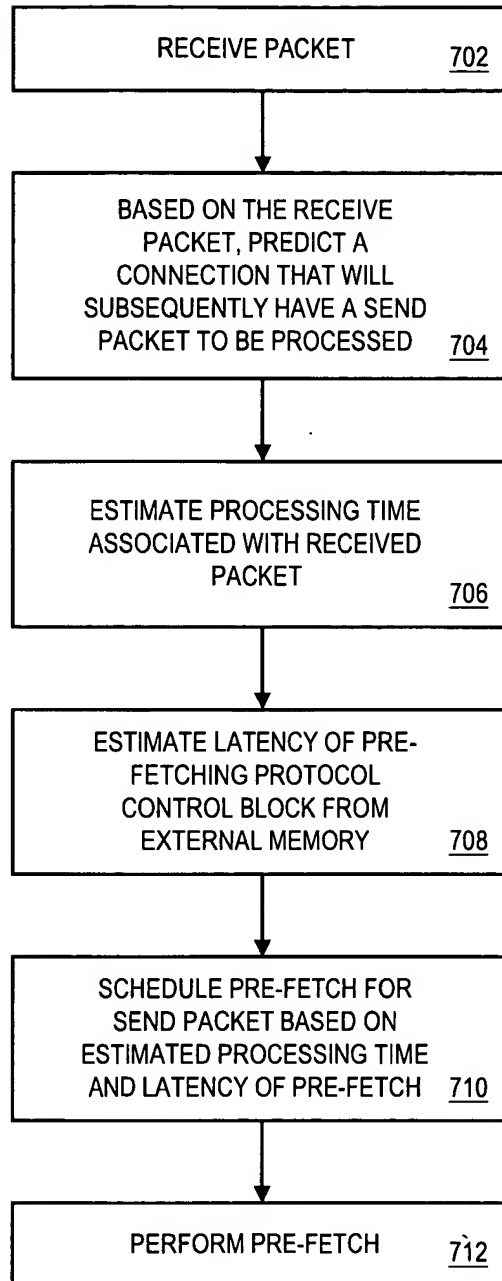 RECEIVE PACKET 702
BASED ON THE RECEIVE
PACKET, PREDICT A
CONNECTION THAT WILL
SUBSEQUENTLY HAVE A SEND
PACKET TO BE PROCESSED 704
ESTIMATE PROCESSING TIME
ASSOCIATED WITH RECEIVED
PACKET
706
ESTIMATE LATENCY OF PRE-
FETCHING PROTOCOL
CONTROL BLOCK FROM
EXTERNAL MEMORY 708
SCHEDULE PRE-FETCH FOR
SEND PACKET BASED ON
ESTIMATED PROCESSING TIME
AND LATENCY OF PRE-FETCH 710
PERFORM PRE-FETCH 712